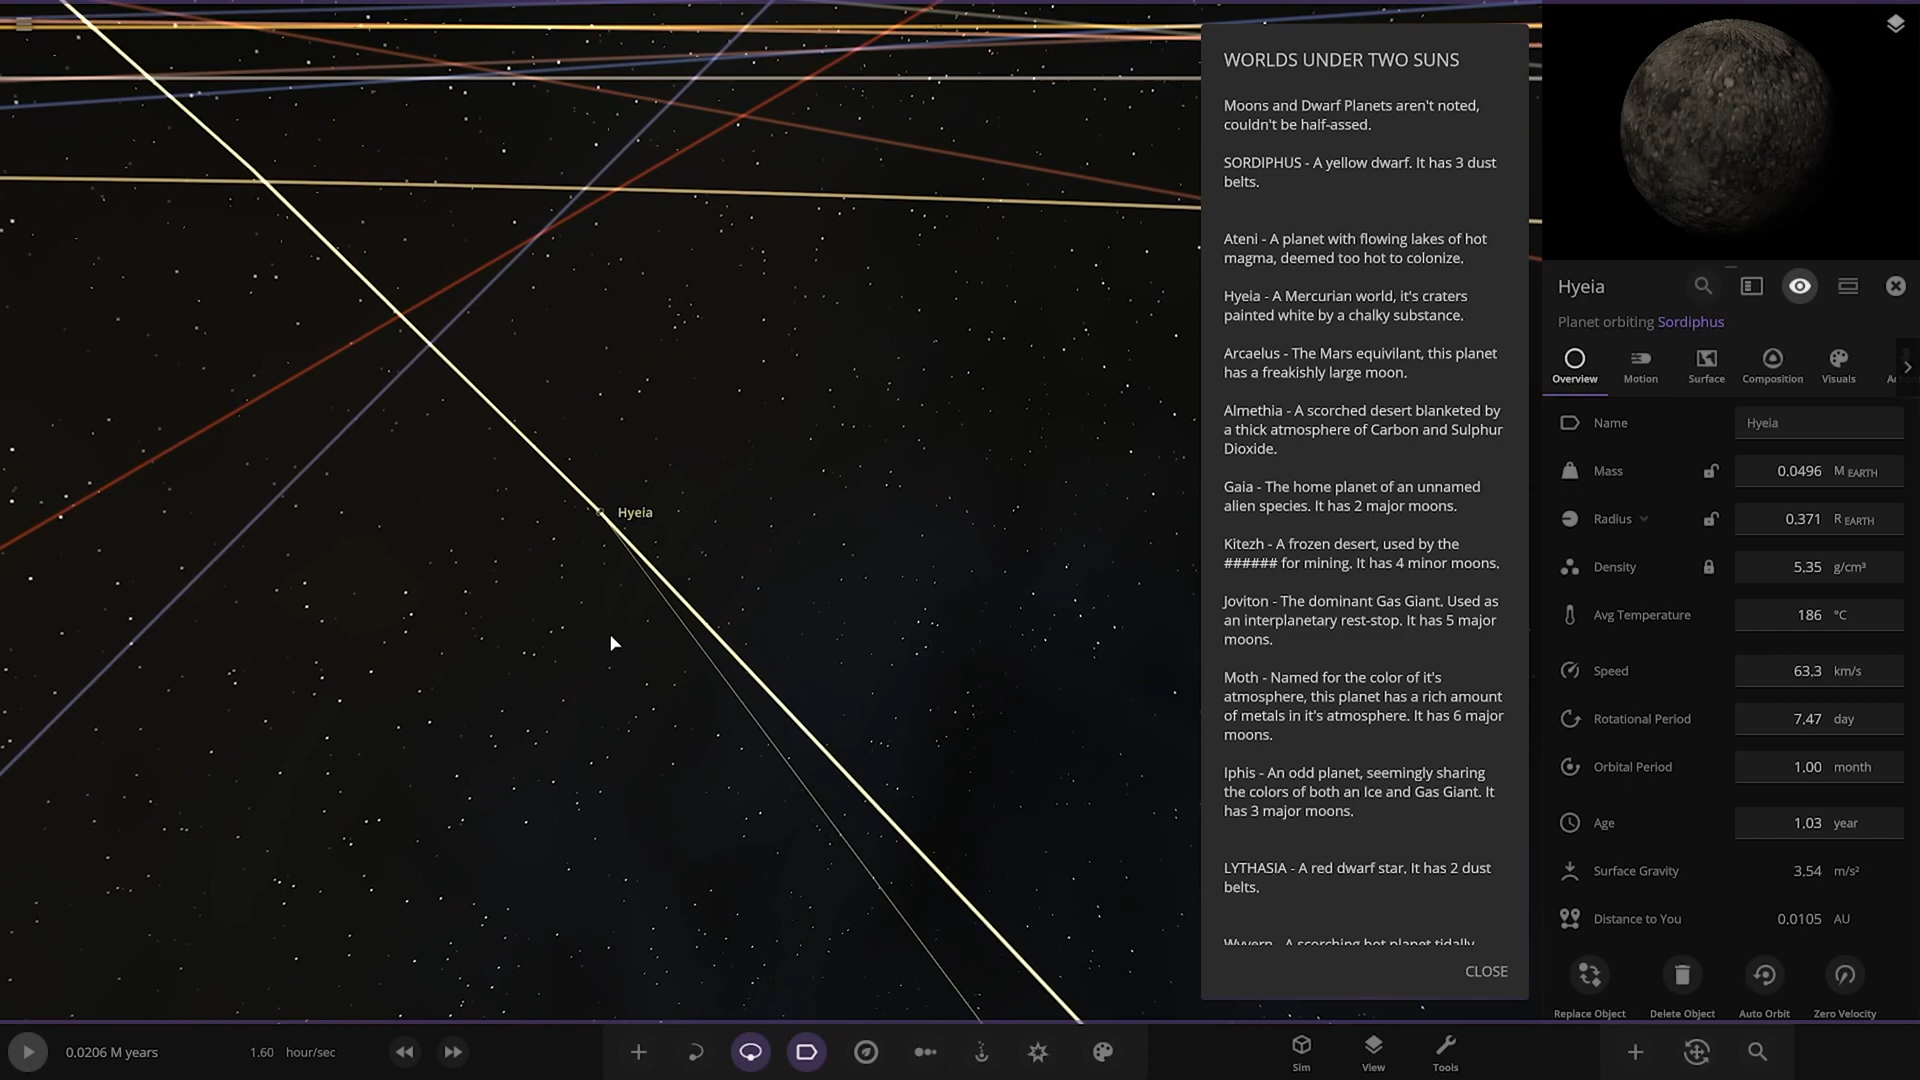 WORLDS UNDER TWO SUNS
Moons and Dwarf Planets aren't noted,
couldn't be half-assed.
SORDIPHUS - A yellow dwarf. It has 3 dust
belts.
Ateni - A planet with flowing lakes of hot
magma, deemed too hot to colonize.
Hyeia - A Mercurian world, it's craters
painted white by a chalky substance.
Arcaelus - The Mars equivilant, this planet
has a freakishly large moon.
Almethia - A scorched desert blanketed by
a thick atmosphere of Carbon and Sulphur
Dioxide.
Gaia - The home planet of an unnamed
alien species. It has 2 major moons.
Kitezh - A frozen desert, used by the
###### for mining. It has 4 minor moons.
Joviton - The dominant Gas Giant. Used as
an interplanetary rest-stop. It has 5 major
moons.
Moth - Named for the color of it's
atmosphere, this planet has a rich amount
of metals in it's atmosphere. It has 6 major
moons.
Iphis - An odd planet, seemingly sharing
the colors of both an Ice and Gas Giant. It
has 3 major moons.
LYTHASIA - A red dwarf star. It has 2 dust
belts.
Wyvern - A scorching hot planet tidally
CLOSE
Hyeia
Hyeia
Planet orbiting Sordiphus
Overview Motion Surface Composition Visuals
Name Hyeia
Mass 0.0496 M EARTH
Radius 0.371 R EARTH
Density 5.35 g/cm³
Avg Temperature 186 °C
Speed 63.3 km/s
Rotational Period 7.47 day
Orbital Period 1.00 month
Age 1.03 year
Surface Gravity 3.54 m/s²
Distance to You 0.0105 AU
Replace Object Delete Object Auto Orbit Zero Velocity
0.0206 M years 1.60 hour/sec
Sim View Tools